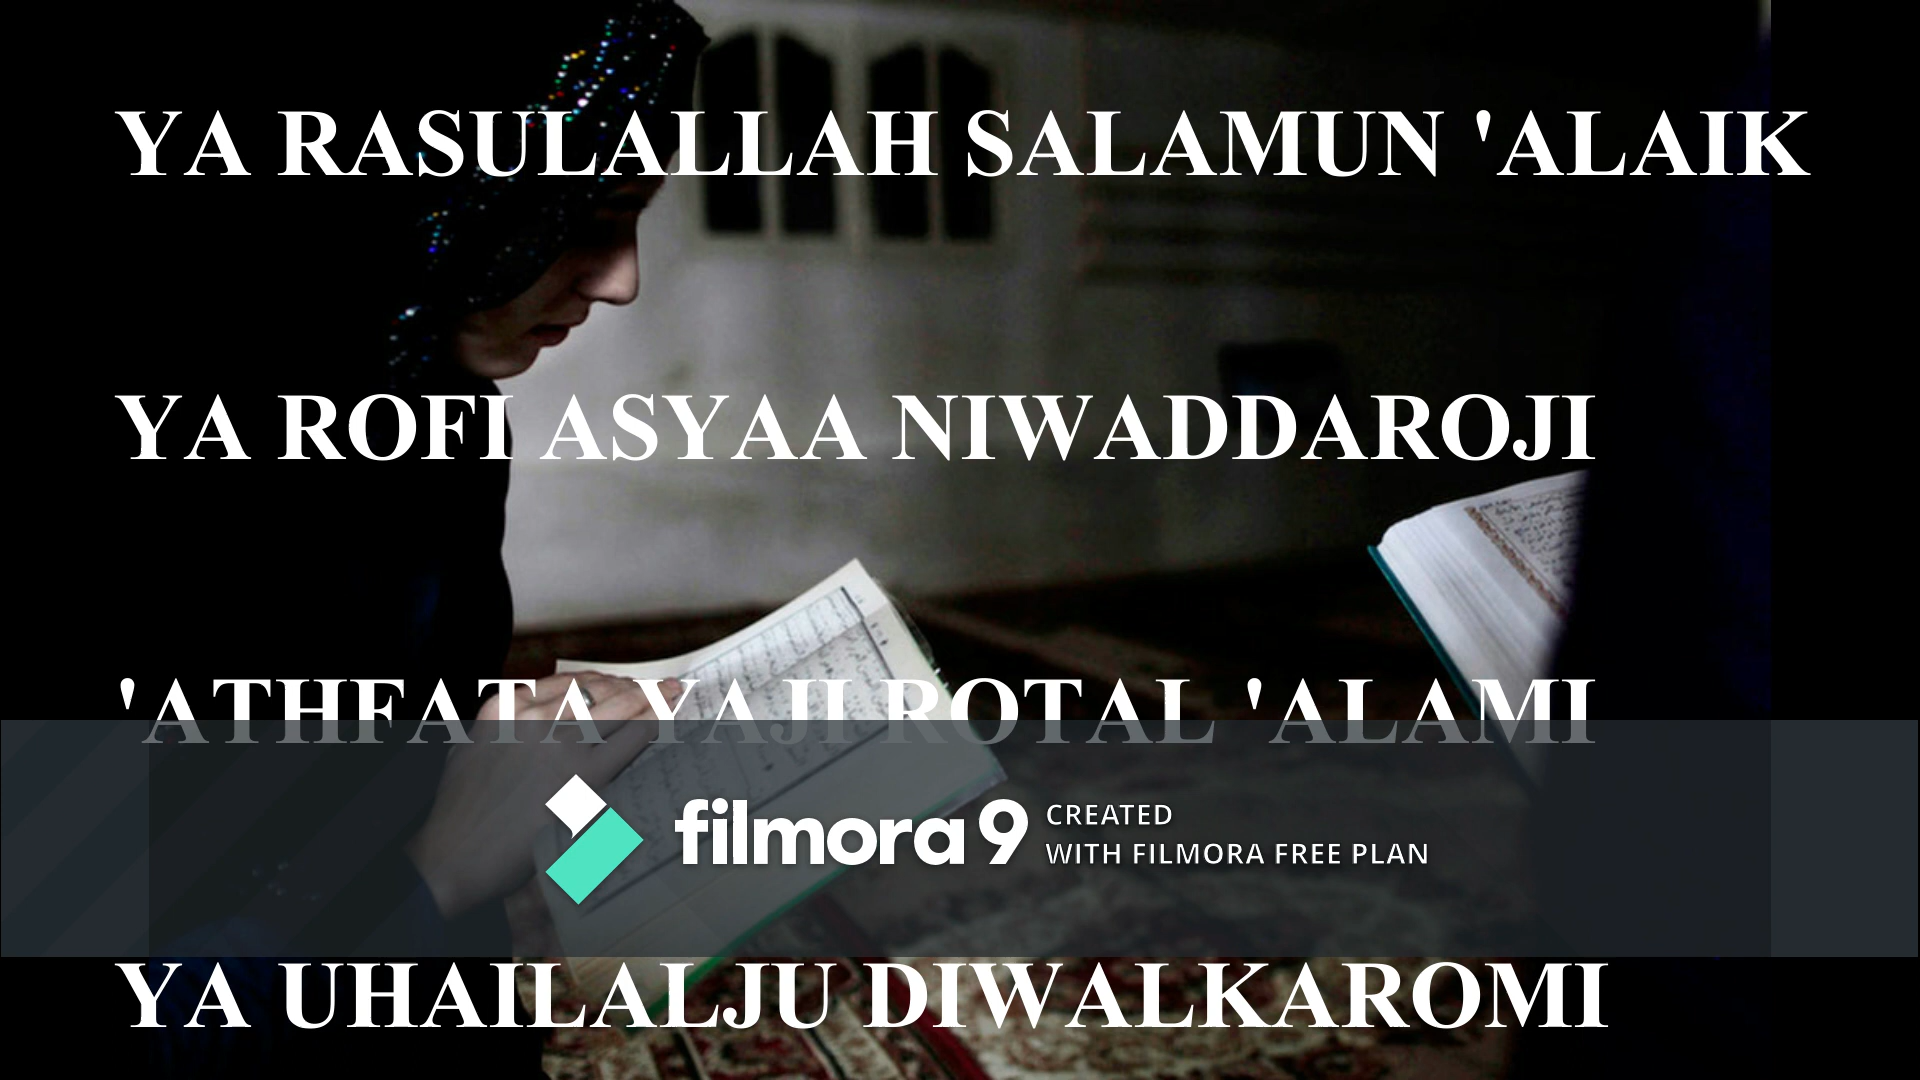 YA RASULALLAH SALAMUN 'ALAIK
YA ROFI ASYAA NIWADDAROJI
'ATHFATA YAJI ROTAL 'ALAMI
filmora 9 CREATED
WITH FILMORA FREE PLAN
YA UHAILALJU DIWALKAROMI